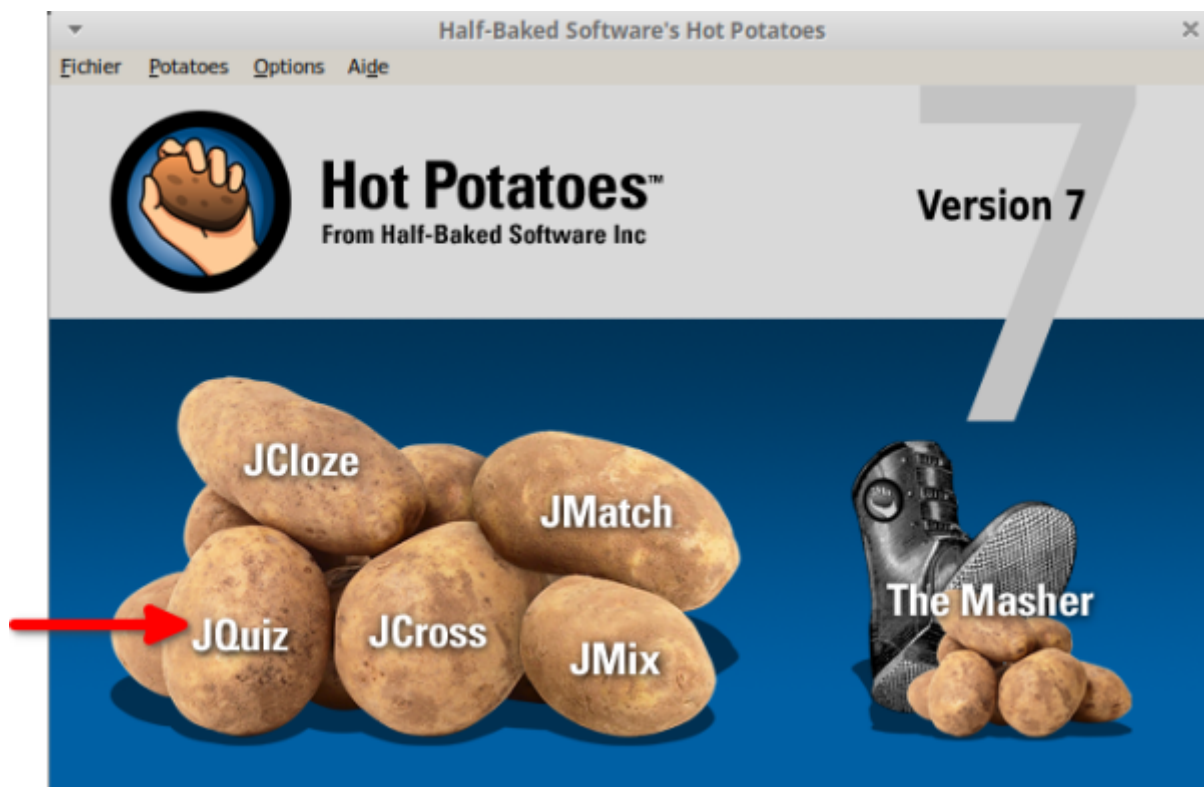 Half-Baked Software's Hot Potatoes
Fichier Potatoes Options Aide
7
Hot Potatoes™
From Half-Baked Software Inc
Version 7
JCloze
JMatch
JQuiz
JCross
JMix
The Masher